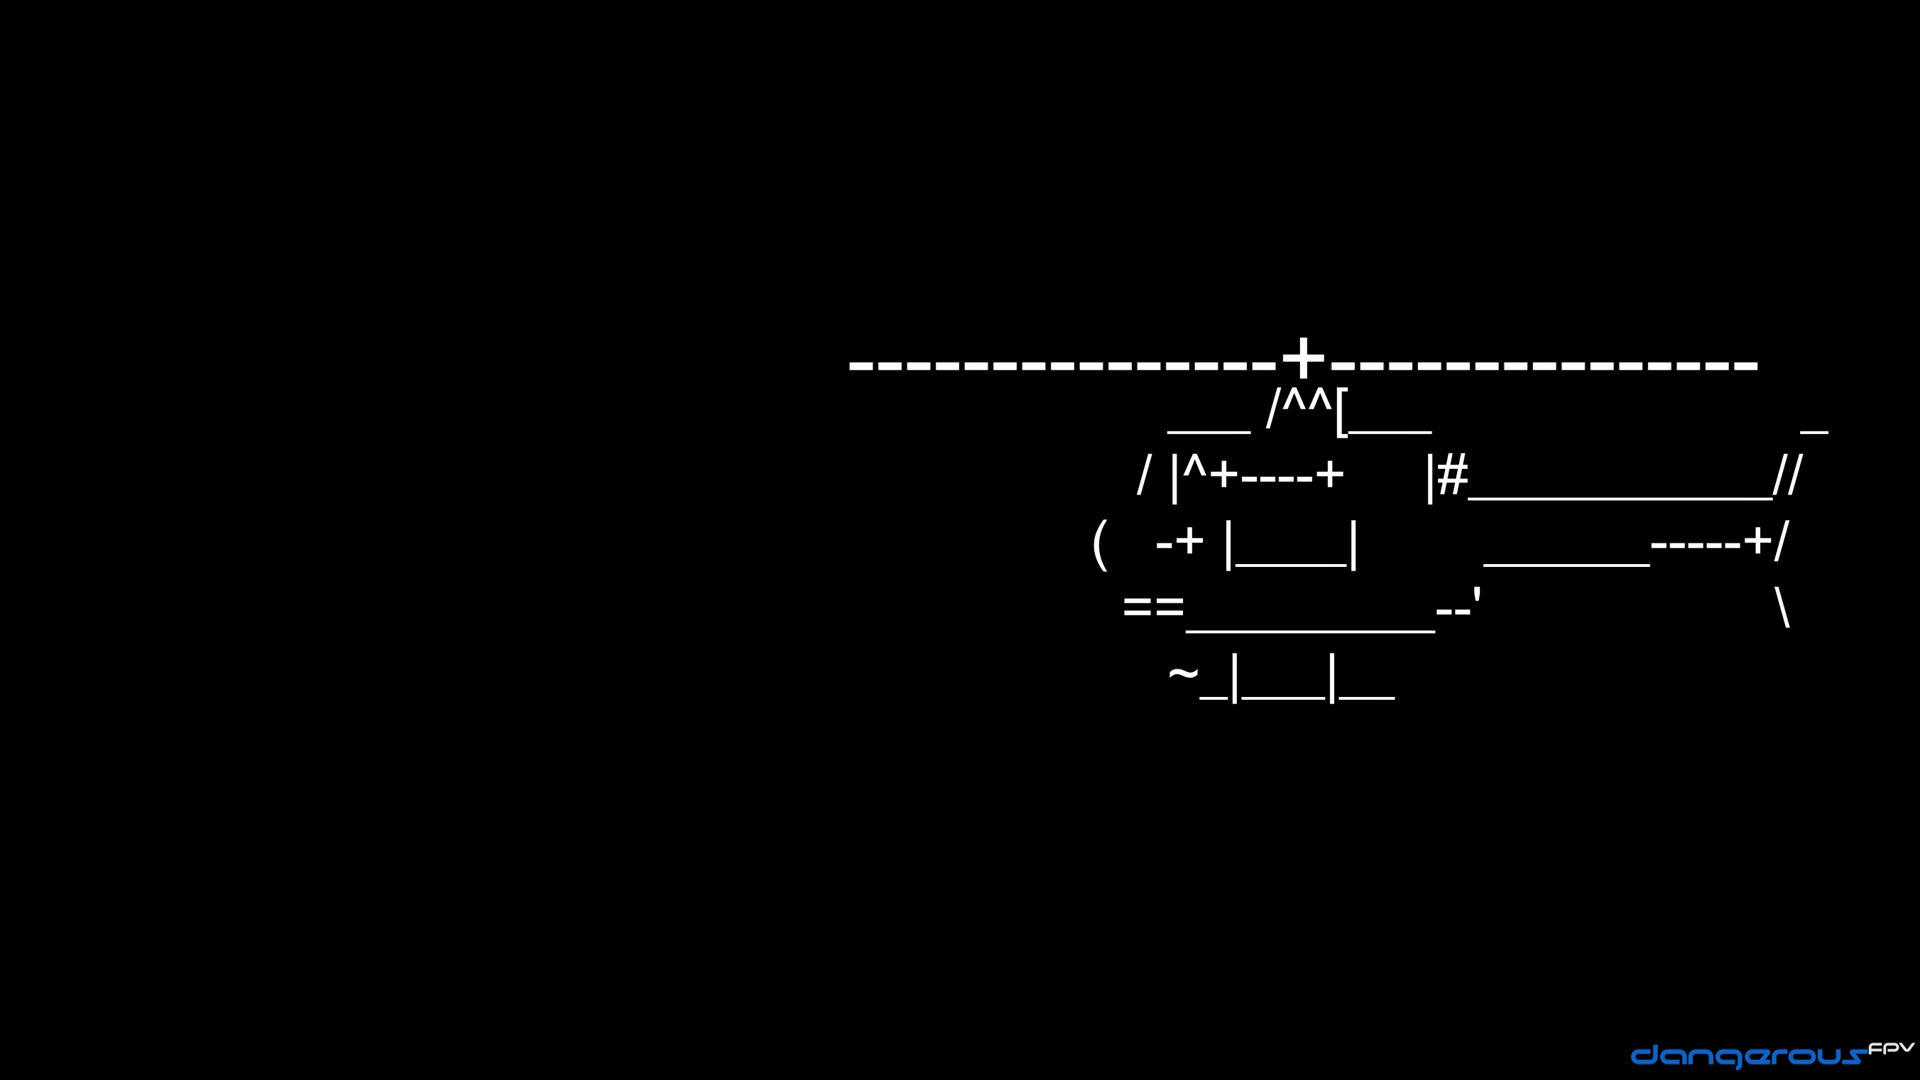 ---------------+---------------
___ /^^[___ _
/ |^+----+ |#___________//
( -+ |____| ______-----+/
==_________--' \
~_|___|__
dangerousFPV